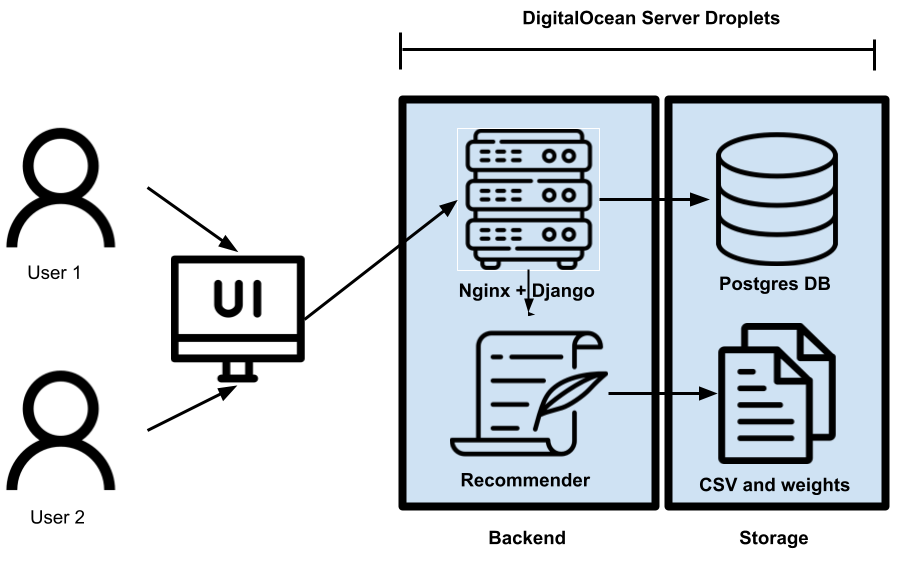 DigitalOcean Server Droplets
User 1
UI
Nginx + Django
Postgres DB
User 2
Recommender
CSV and weights
Backend
Storage